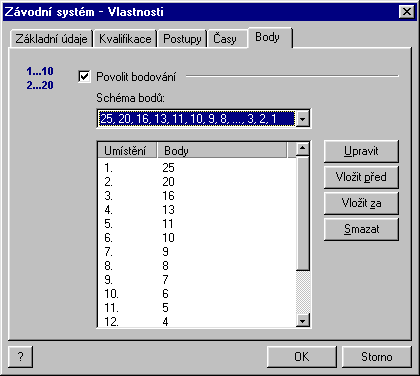 Závodní systém - Vlastnosti
Základní údaje Kvalifikace Postupy Časy Body
1...10
2...20
Povolit bodování
Schéma bodů:
25, 20, 16, 13, 11, 10, 9, 8, ..., 3, 2, 1
Umístění Body
1. 25
2. 20
3. 16
4. 13
5. 11
6. 10
7. 9
8. 8
9. 7
10. 6
11. 5
12. 4
Upravit
Vložit před
Vložit za
Smazat
? OK Storno